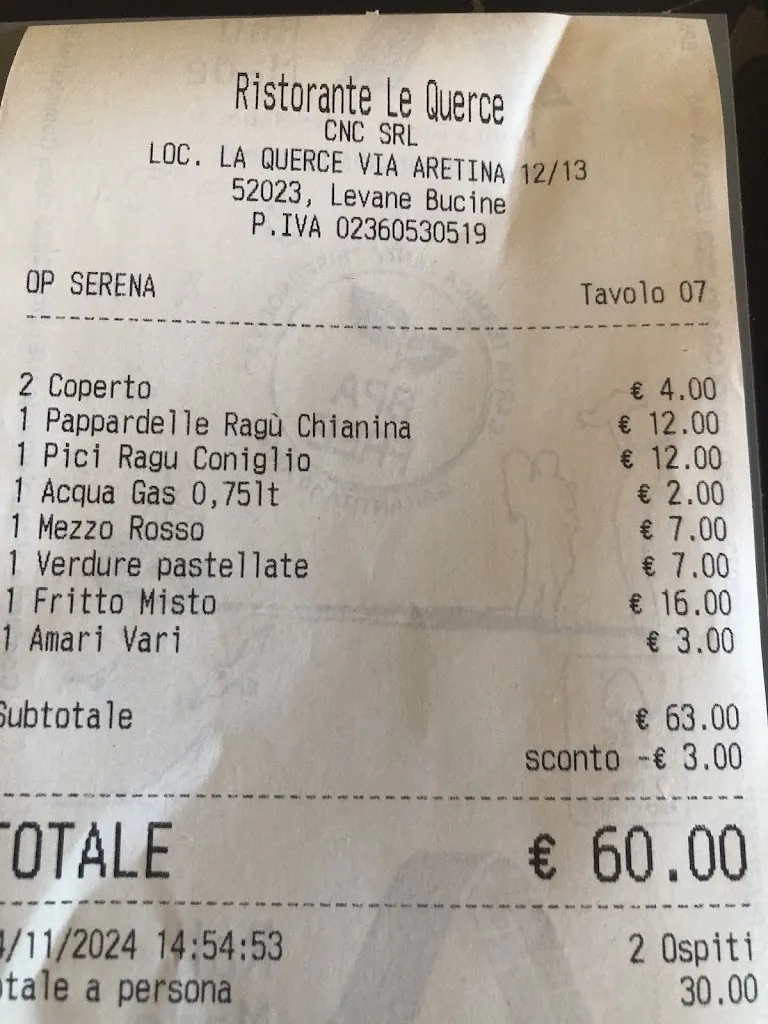 Ristorante Le Querce
CNC SRL
LOC. LA QUERCE VIA ARETINA 12/13
52023, Levane Bucine
P.IVA 02360530519
OP SERENA Tavolo 07
2 Coperto € 4.00
1 Pappardelle Ragù Chianina € 12.00
1 Pici Ragu Coniglio € 12.00
1 Acqua Gas 0,75lt € 2.00
1 Mezzo Rosso € 7.00
1 Verdure pastellate € 7.00
1 Fritto Misto € 16.00
1 Amari Vari € 3.00
Subtotale € 63.00
sconto -€ 3.00
TOTALE € 60.00
/11/2024 14:54:53 2 Ospiti
tale a persona 30.00